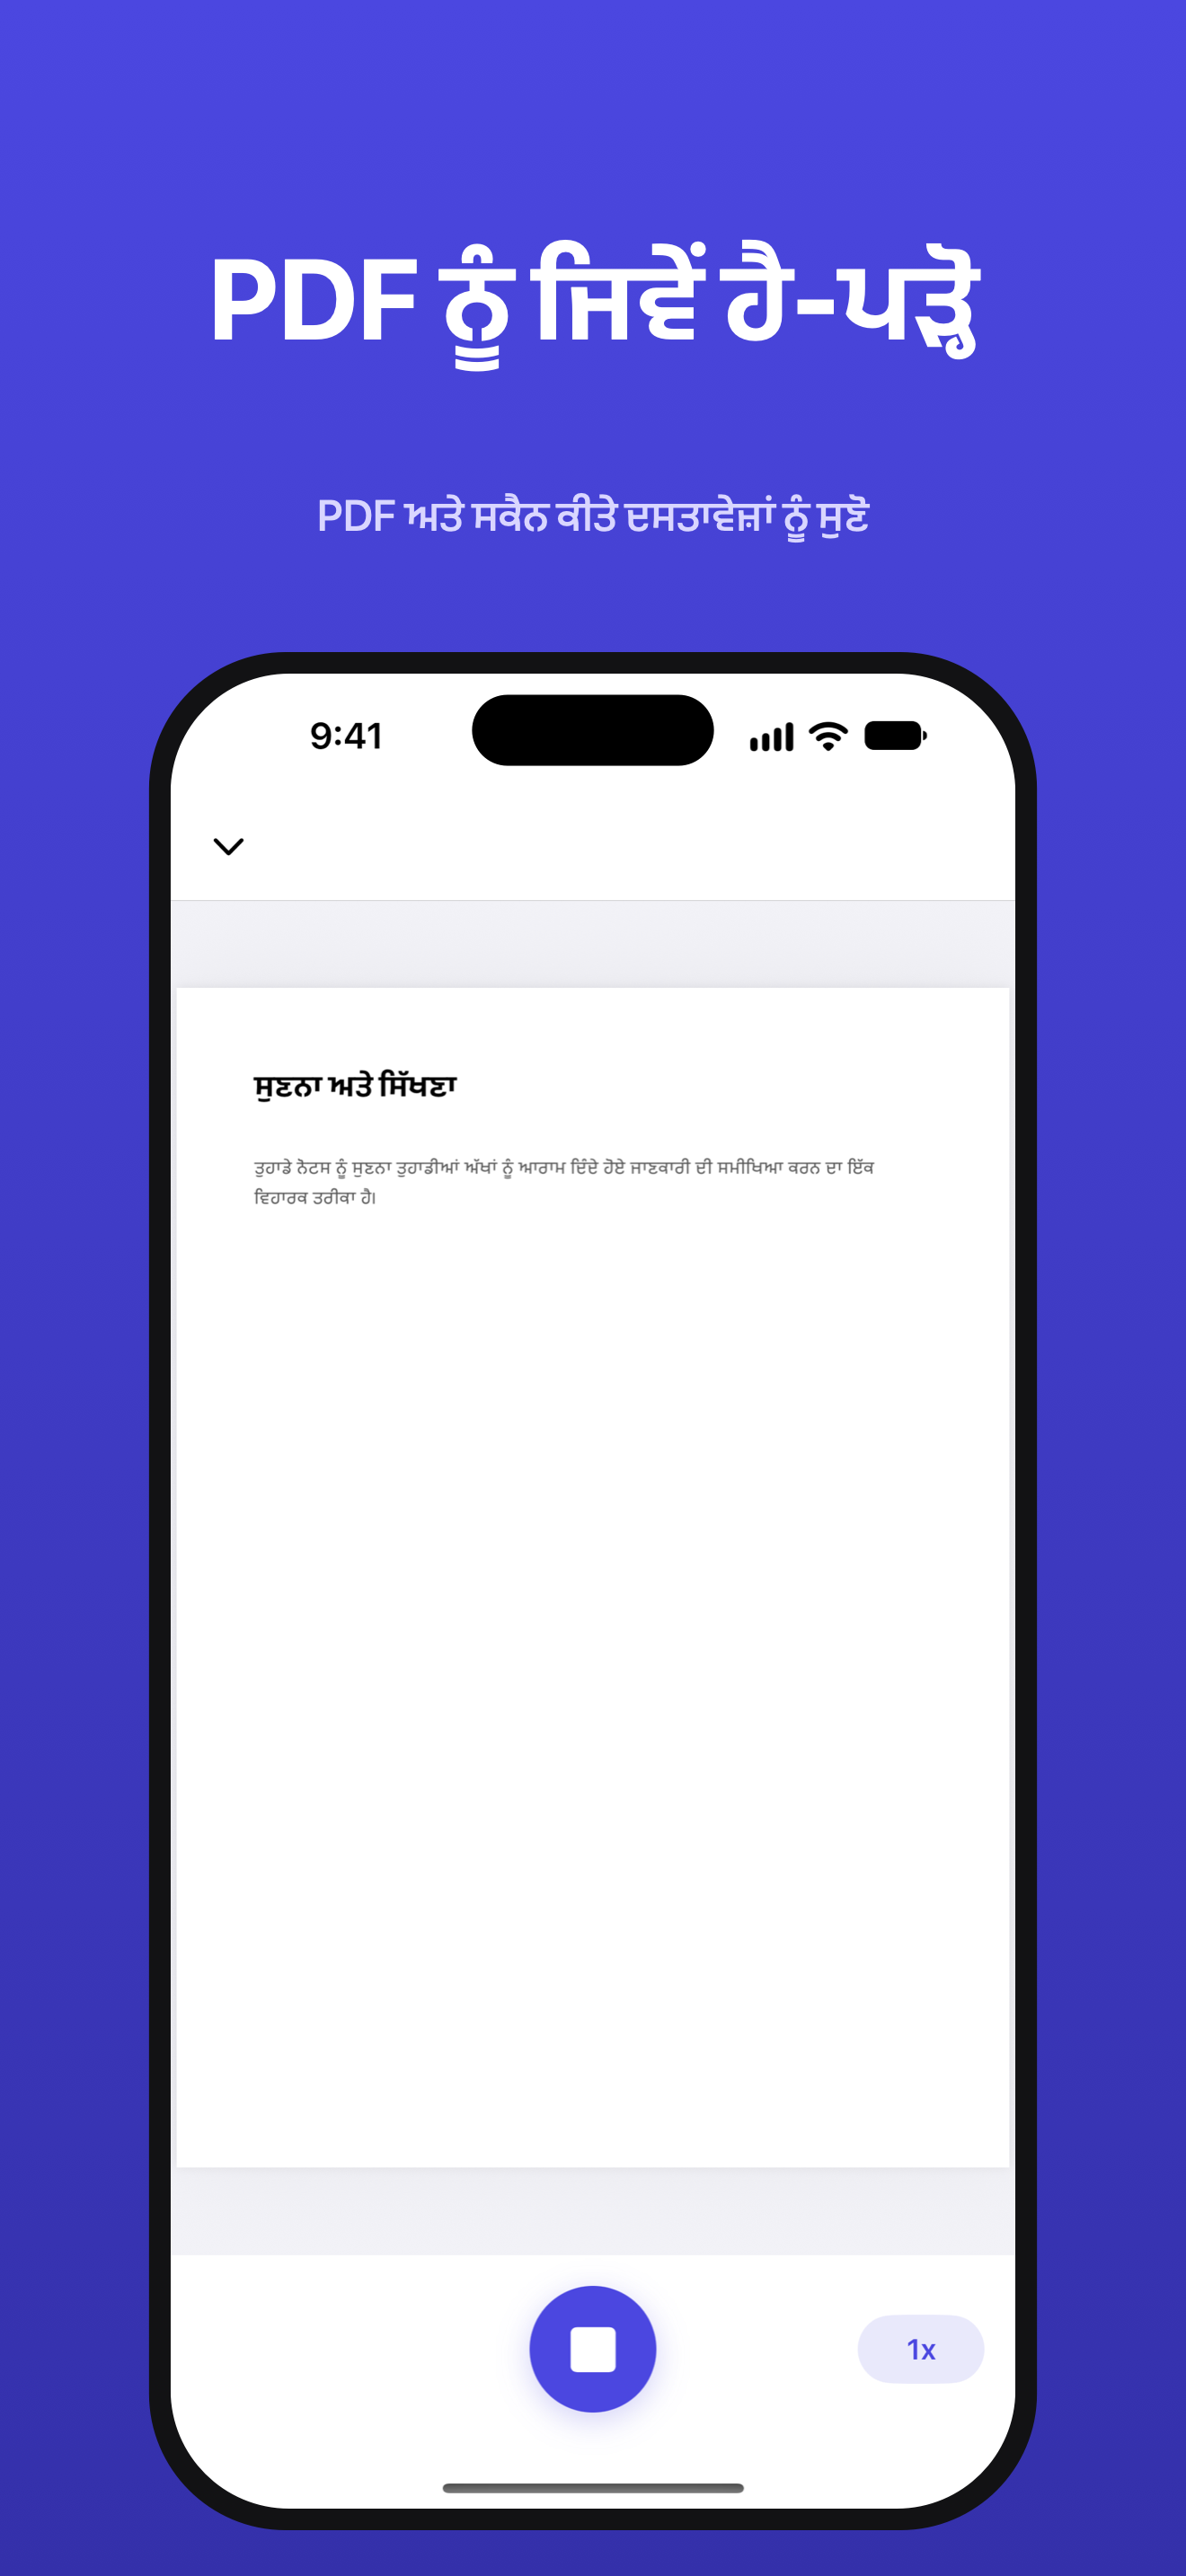 PDF ਨੂੰ ਜਿਵੇਂ ਹੈ-ਪੜ੍ਹੋ
PDF ਅਤੇ ਸਕੈਨ ਕੀਤੇ ਦਸਤਾਵੇਜ਼ਾਂ ਨੂੰ ਸੁਣੋ
9:41
ਸੁਣਨਾ ਅਤੇ ਸਿੱਖਣਾ
ਤੁਹਾਡੇ ਨੋਟਸ ਨੂੰ ਸੁਣਨਾ ਤੁਹਾਡੀਆਂ ਅੱਖਾਂ ਨੂੰ ਆਰਾਮ ਦਿੰਦੇ ਹੋਏ ਜਾਣਕਾਰੀ ਦੀ ਸਮੀਖਿਆ ਕਰਨ ਦਾ ਇੱਕ
ਵਿਹਾਰਕ ਤਰੀਕਾ ਹੈ।
1x